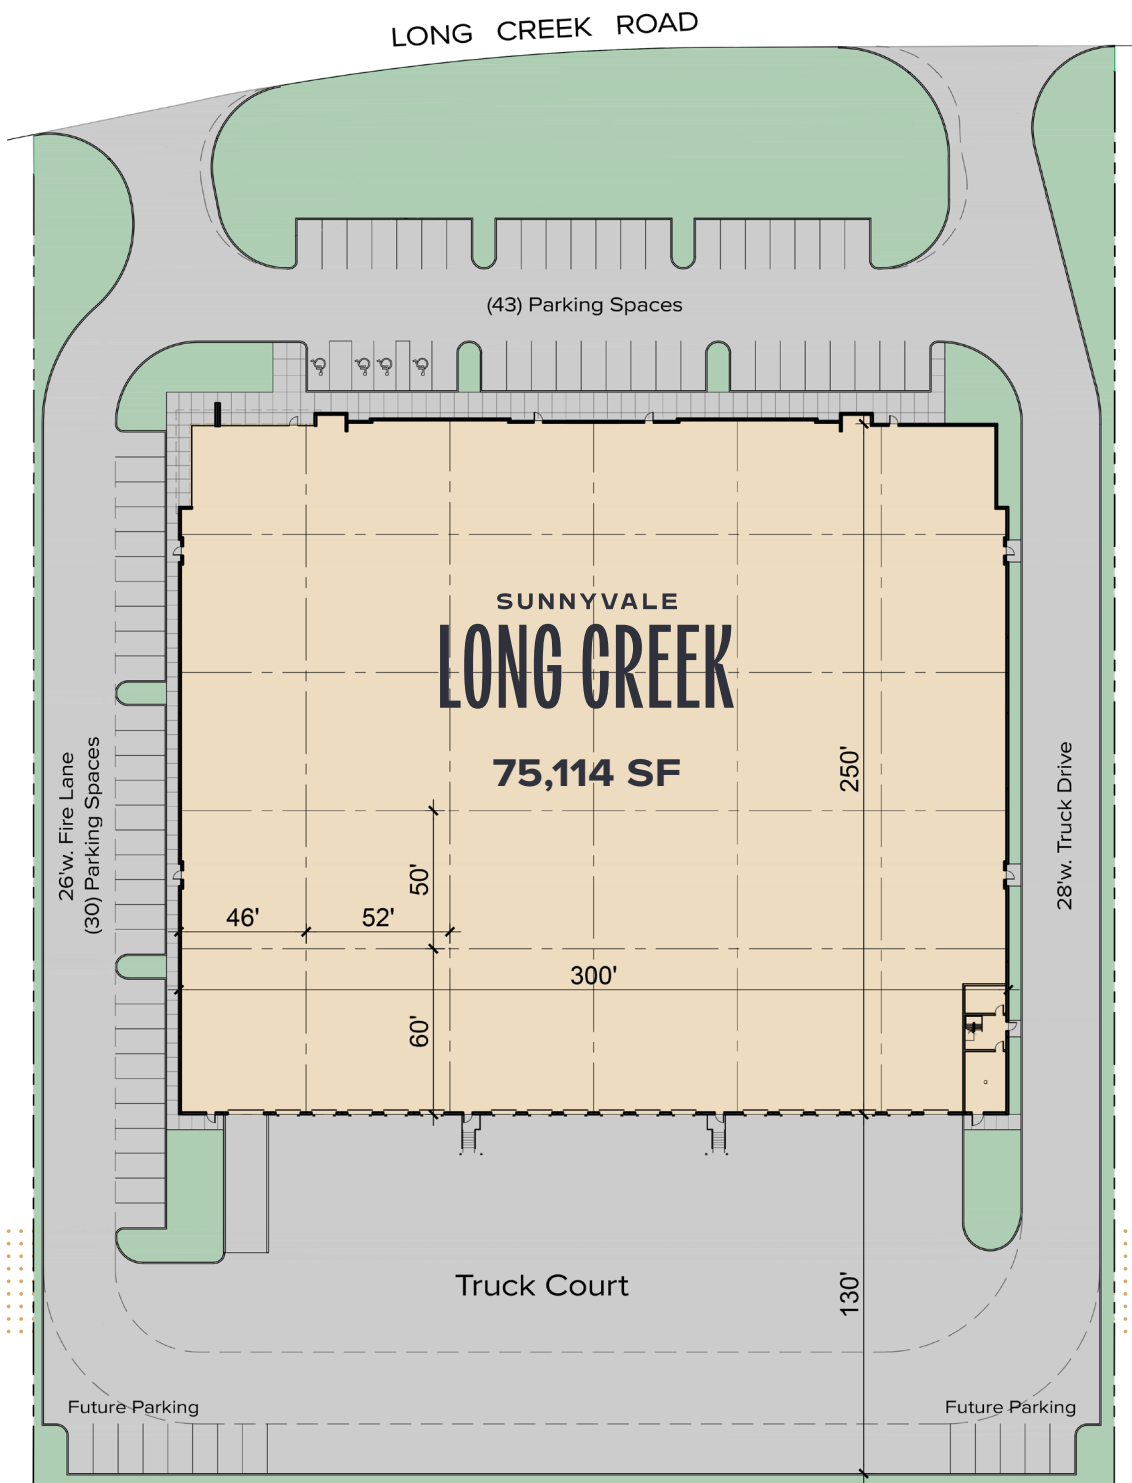 LONG CREEK ROAD
(43) Parking Spaces
SUNNYVALE
LONG CREEK
75,114 SF
250'
26'w. Fire Lane
(30) Parking Spaces
28'w. Truck Drive
50'
46'
52'
300'
60'
Truck Court
130'
Future Parking
Future Parking